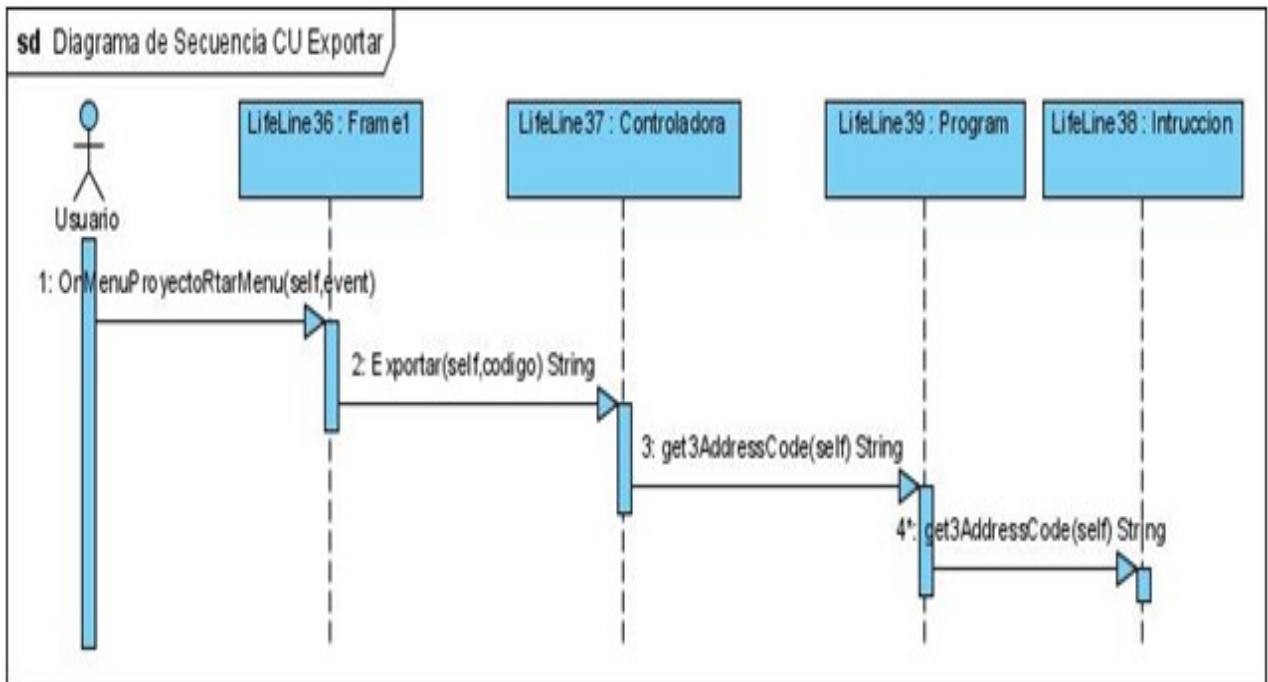 sd Diagrama de Secuencia CU Exportar
LifeLine36 : Frame1
LifeLine37 : Controladora
LifeLine39 : Program
LifeLine38 : Intruccion
Usuario
1: OnMenuProyectoRtarMenu(self,event)
2: Exportar(self,codigo) String
3: get3AddressCode(self) String
4*: get3AddressCode(self) String